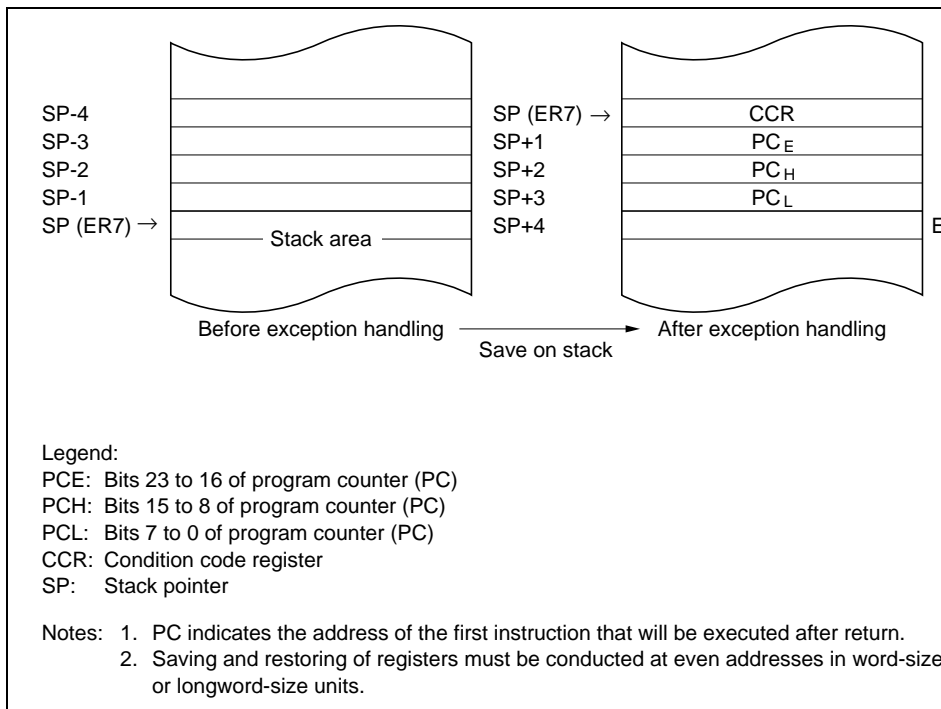 SP-4
SP-3
SP-2
SP-1
SP (ER7) →
Stack area
SP (ER7) →
SP+1
SP+2
SP+3
SP+4
CCR
PC E
PC H
PC L
E
Before exception handling
Save on stack
After exception handling
Legend:
PCE: Bits 23 to 16 of program counter (PC)
PCH: Bits 15 to 8 of program counter (PC)
PCL: Bits 7 to 0 of program counter (PC)
CCR: Condition code register
SP: Stack pointer
Notes: 1. PC indicates the address of the first instruction that will be executed after return.
2. Saving and restoring of registers must be conducted at even addresses in word-size
or longword-size units.